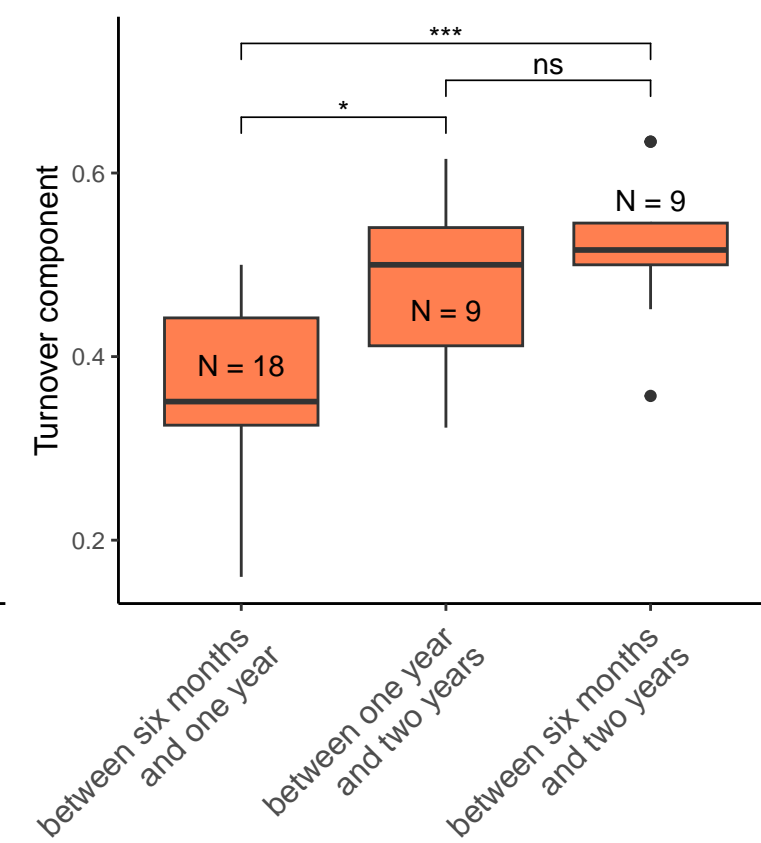 ***
ns
*
Turnover component
0.6
0.4
0.2
N = 18
N = 9
N = 9
between six months
and one year
between one year
and two years
between six months
and two years